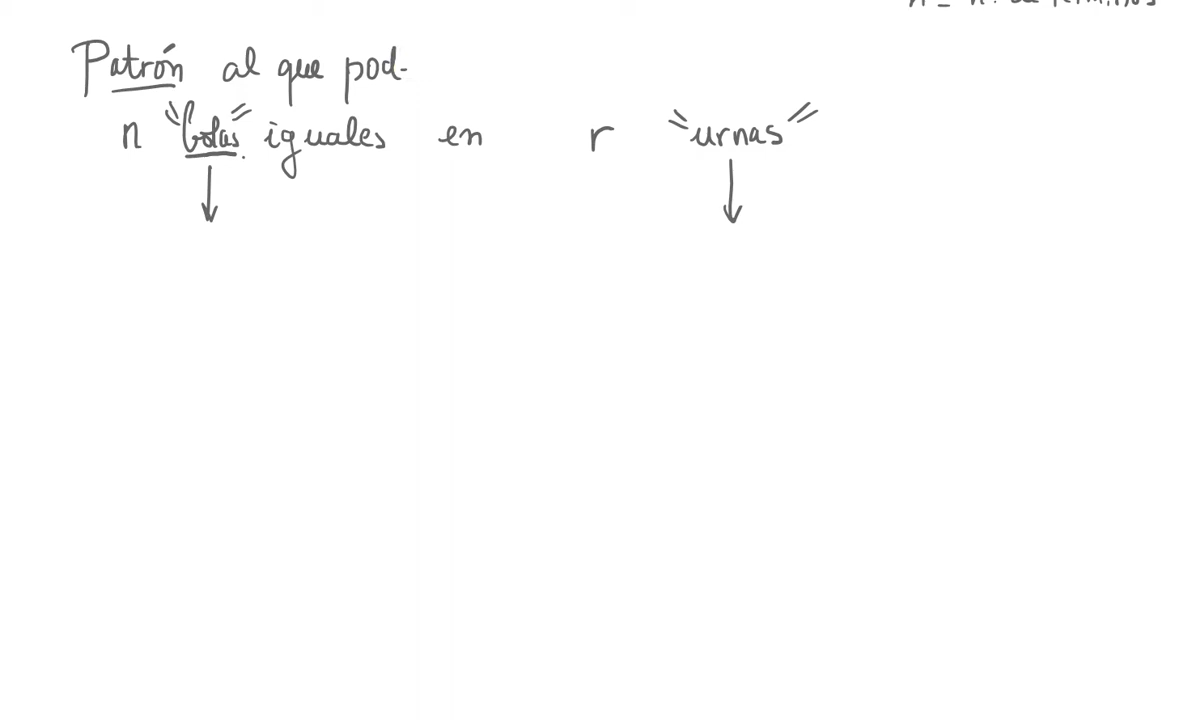 Patrón al que pod-
n "bolas" iguales en r "urnas"